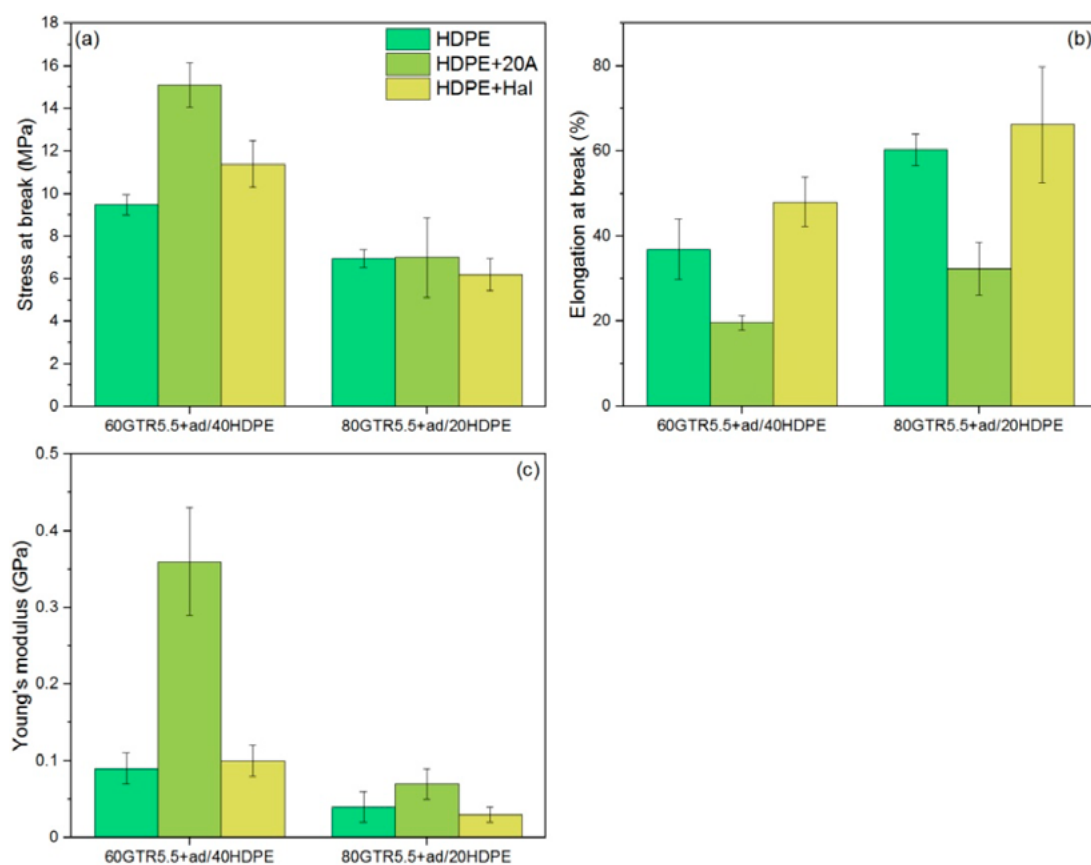 (a)
HDPE
HDPE+20A
HDPE+Hal
Stress at break (MPa)
18
16
14
12
10
8
6
4
2
0
60GTR5.5+ad/40HDPE 80GTR5.5+ad/20HDPE
(b)
Elongation at break (%)
80
60
40
20
0
60GTR5.5+ad/40HDPE 80GTR5.5+ad/20HDPE
(c)
Young's modulus (GPa)
0.5
0.4
0.3
0.2
0.1
0
60GTR5.5+ad/40HDPE 80GTR5.5+ad/20HDPE